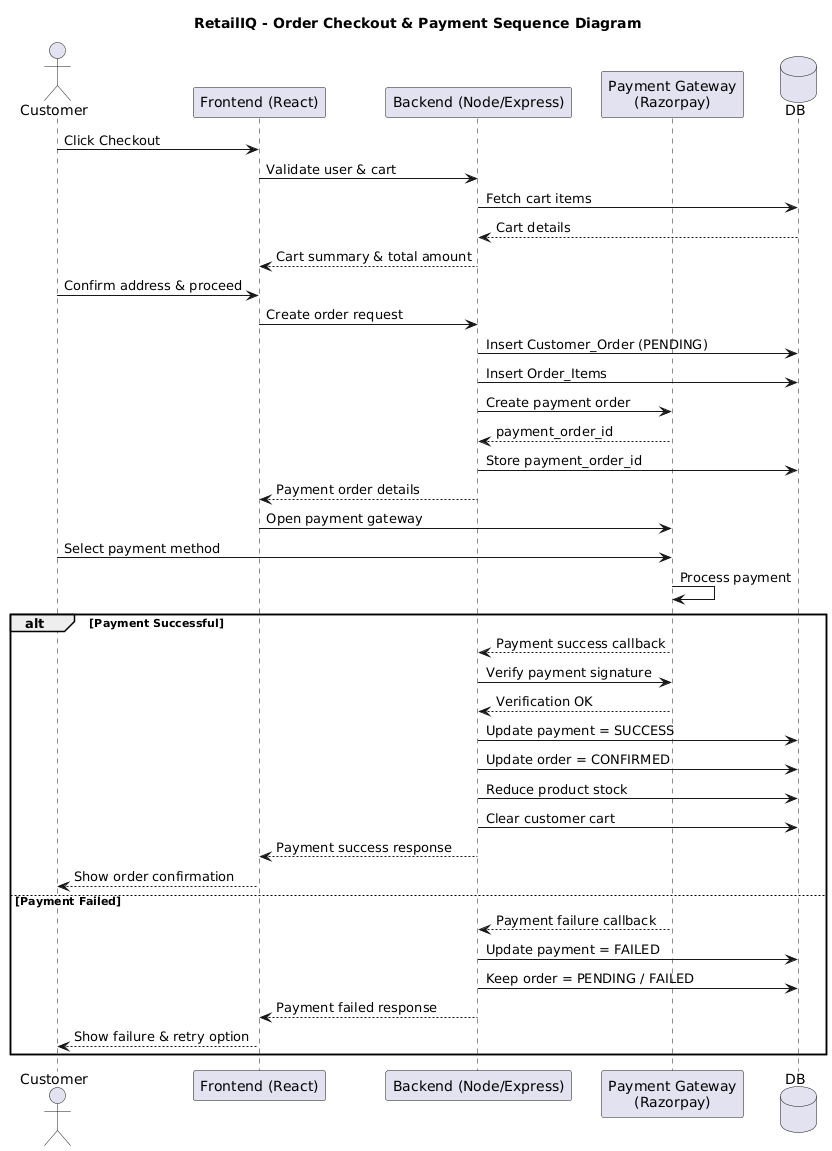 RetailIQ - Order Checkout & Payment Sequence Diagram
Customer
Frontend (React)
Backend (Node/Express)
Payment Gateway
(Razorpay)
DB
Click Checkout
Validate user & cart
Fetch cart items
Cart details
Cart summary & total amount
Confirm address & proceed
Create order request
Insert Customer_Order (PENDING)
Insert Order_Items
Create payment order
payment_order_id
Store payment_order_id
Payment order details
Open payment gateway
Select payment method
Process payment
alt [Payment Successful]
Payment success callback
Verify payment signature
Verification OK
Update payment = SUCCESS
Update order = CONFIRMED
Reduce product stock
Clear customer cart
Payment success response
Show order confirmation
[Payment Failed]
Payment failure callback
Update payment = FAILED
Keep order = PENDING / FAILED
Payment failed response
Show failure & retry option
Customer
Frontend (React)
Backend (Node/Express)
Payment Gateway
(Razorpay)
DB